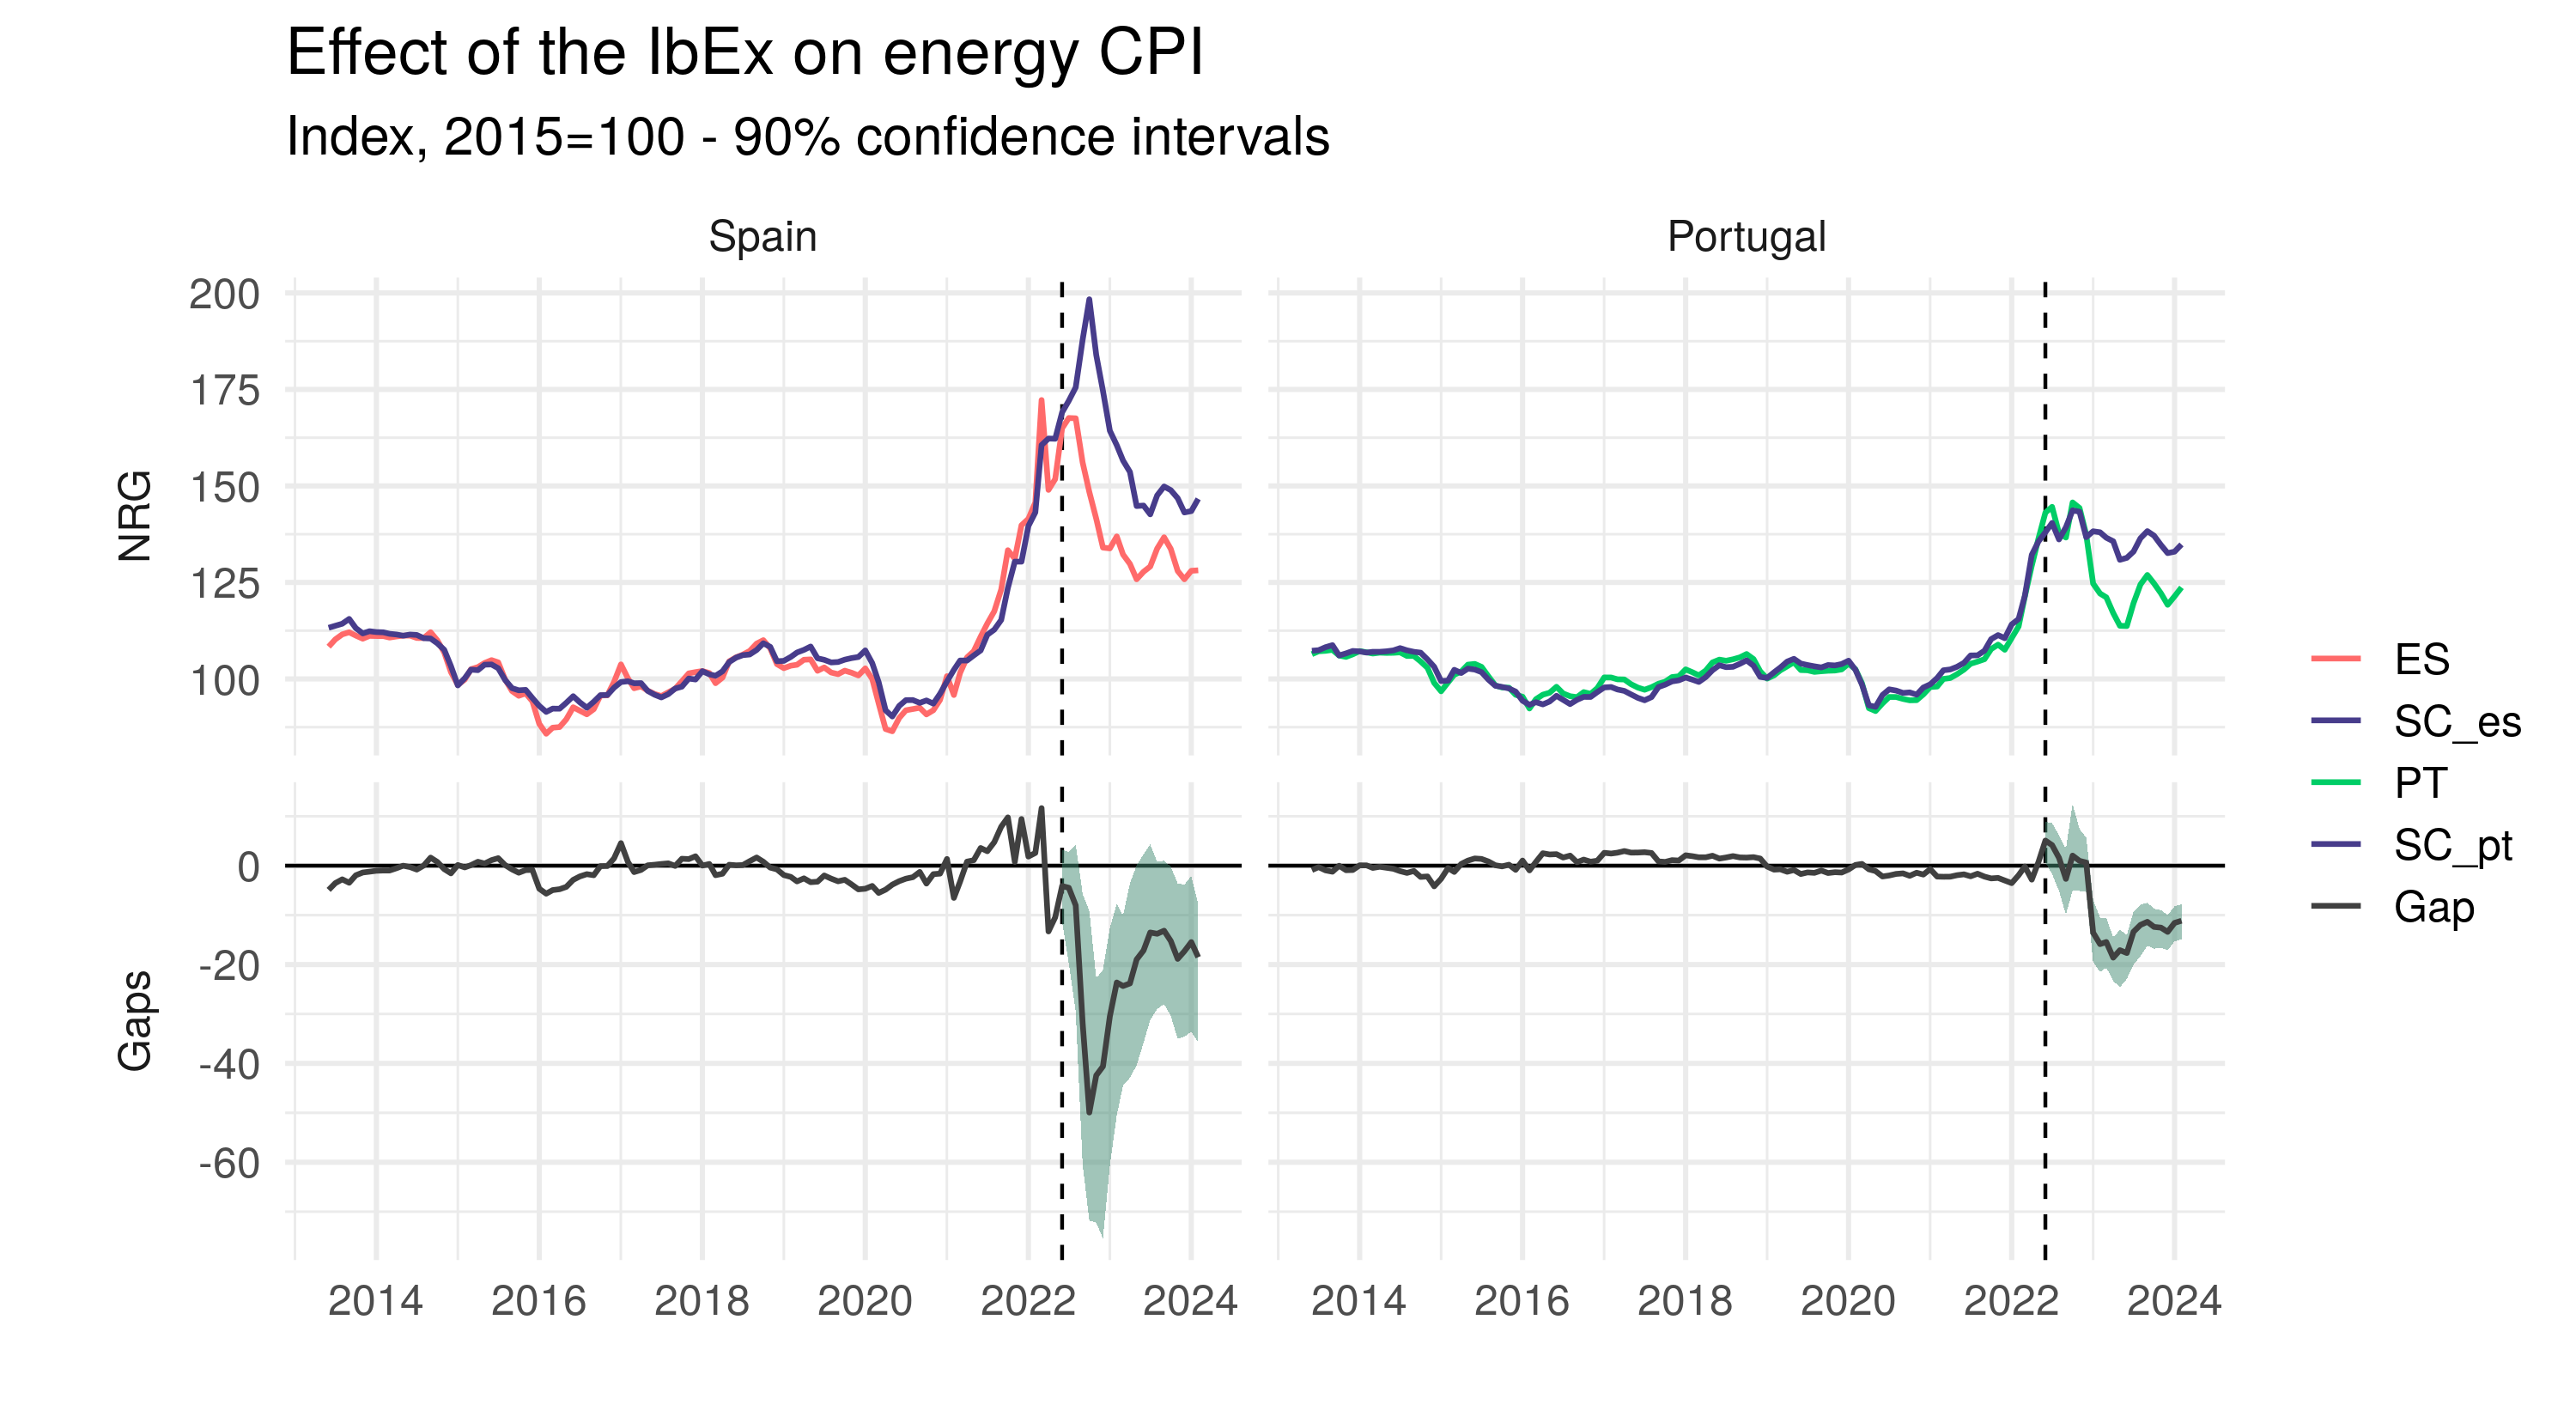 Effect of the IbEx on energy CPI
Index, 2015=100 - 90% confidence intervals
Spain
Portugal
NRG
200
175
150
125
100
Gaps
0
-20
-40
-60
2014 2016 2018 2020 2022 2024
2014 2016 2018 2020 2022 2024
ES
SC_es
PT
SC_pt
Gap